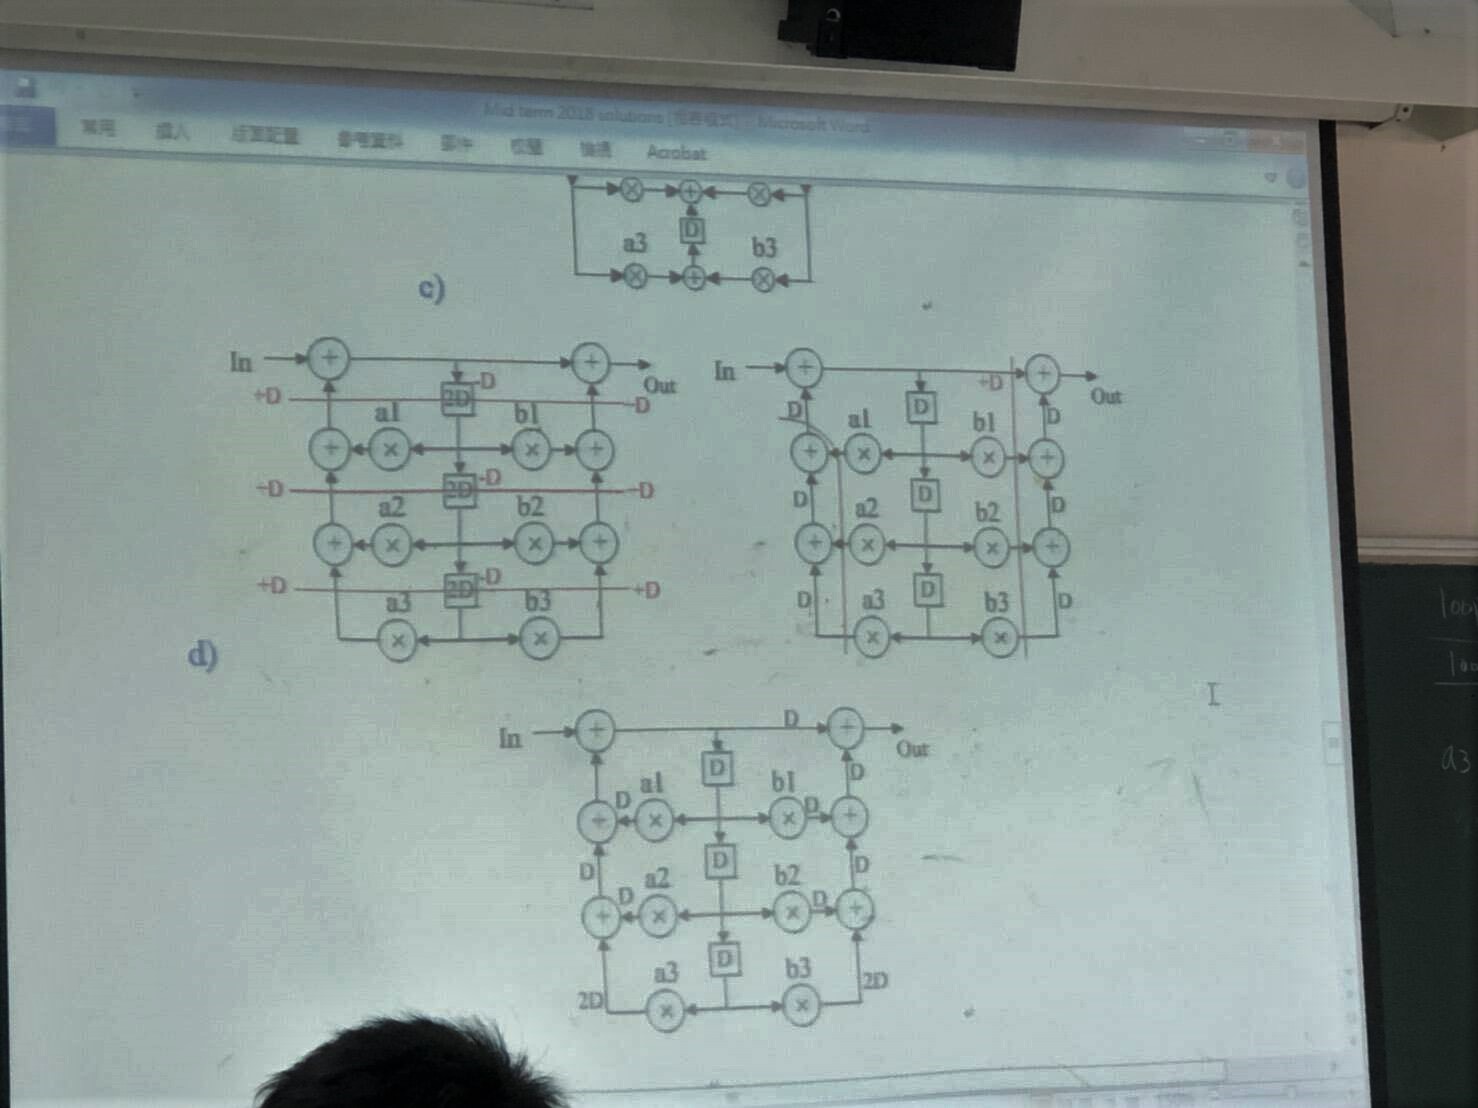 Mid term 2018 solutions [相容模式] - Microsoft Word
常用 插入 版面配置 參考資料 郵件 校閱 檢視 Acrobat
D
a3 b3
c)
In Out
+D 2D -D -D
a1 b1
-D 2D -D -D
a2 b2
+D 2D -D +D
a3 b3
In +D Out
D D D
a1 b1
D D D
a2 b2
D D D
a3 b3
d)
In D Out
D D
a1 b1
D D
D D D
a2 b2
D D
D
a3 b3
2D 2D
a3